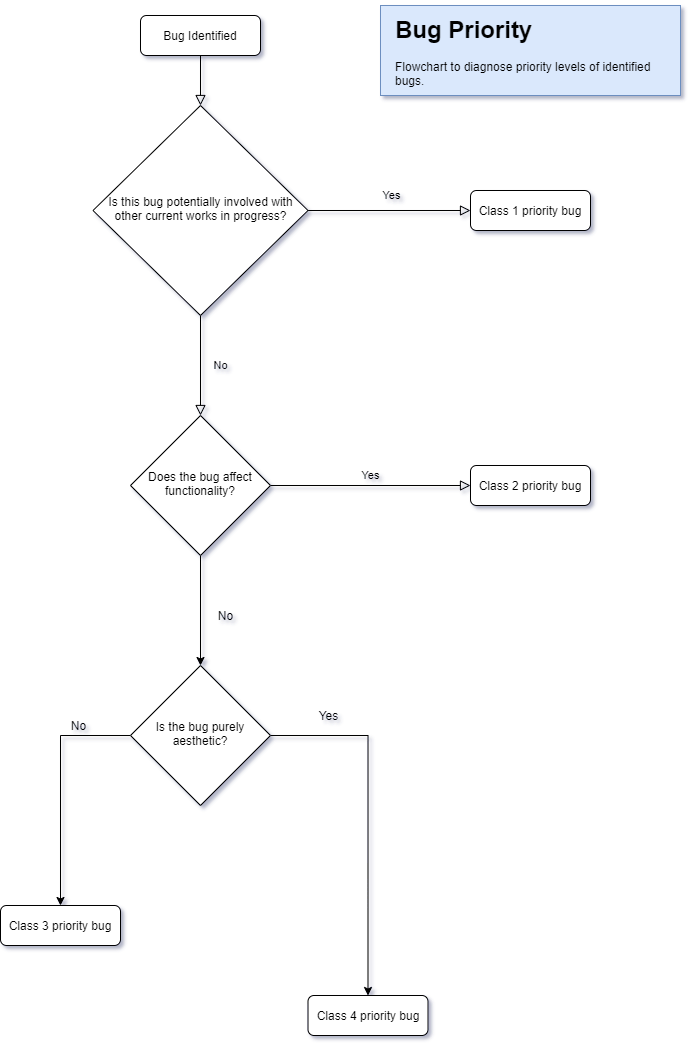 Bug Identified
Bug Priority
Flowchart to diagnose priority levels of identified
bugs.
Is this bug potentially involved with
other current works in progress?
Yes
Class 1 priority bug
No
Does the bug affect
functionality?
Yes
Class 2 priority bug
No
Is the bug purely
aesthetic?
No
Yes
Class 3 priority bug
Class 4 priority bug